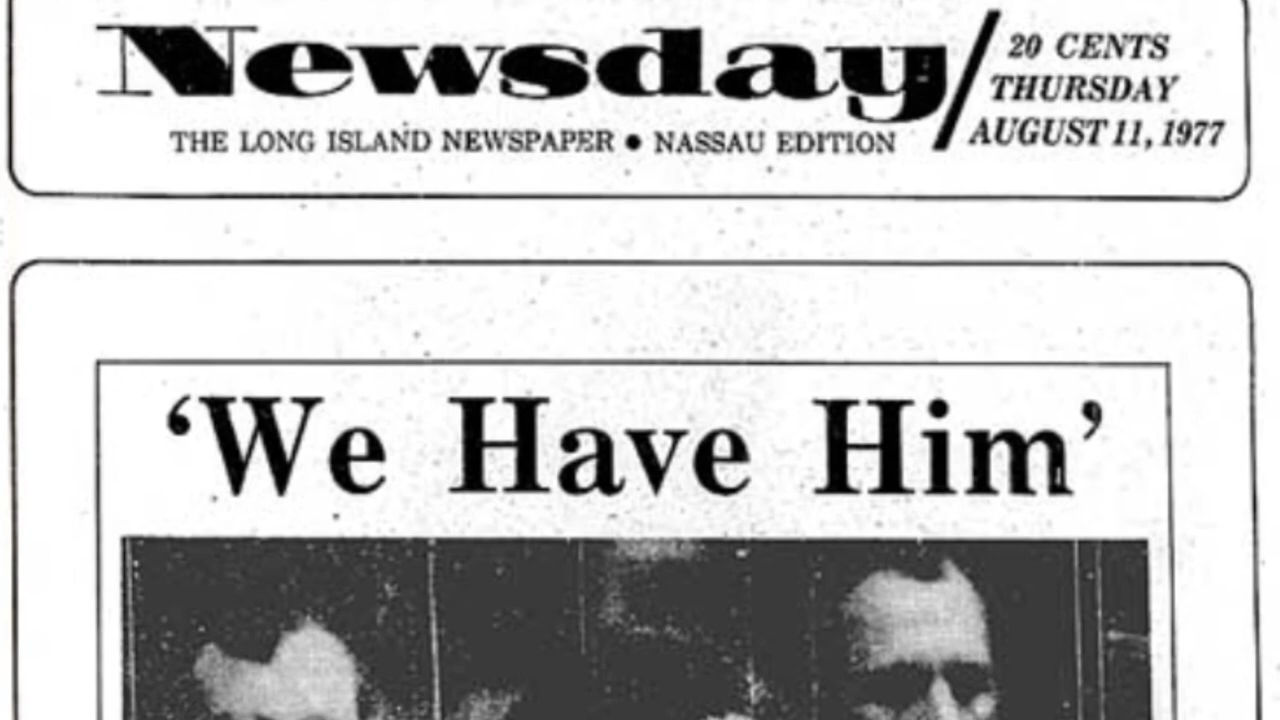 Newsday
20 CENTS
THURSDAY
AUGUST 11, 1977
THE LONG ISLAND NEWSPAPER • NASSAU EDITION
‘We Have Him’